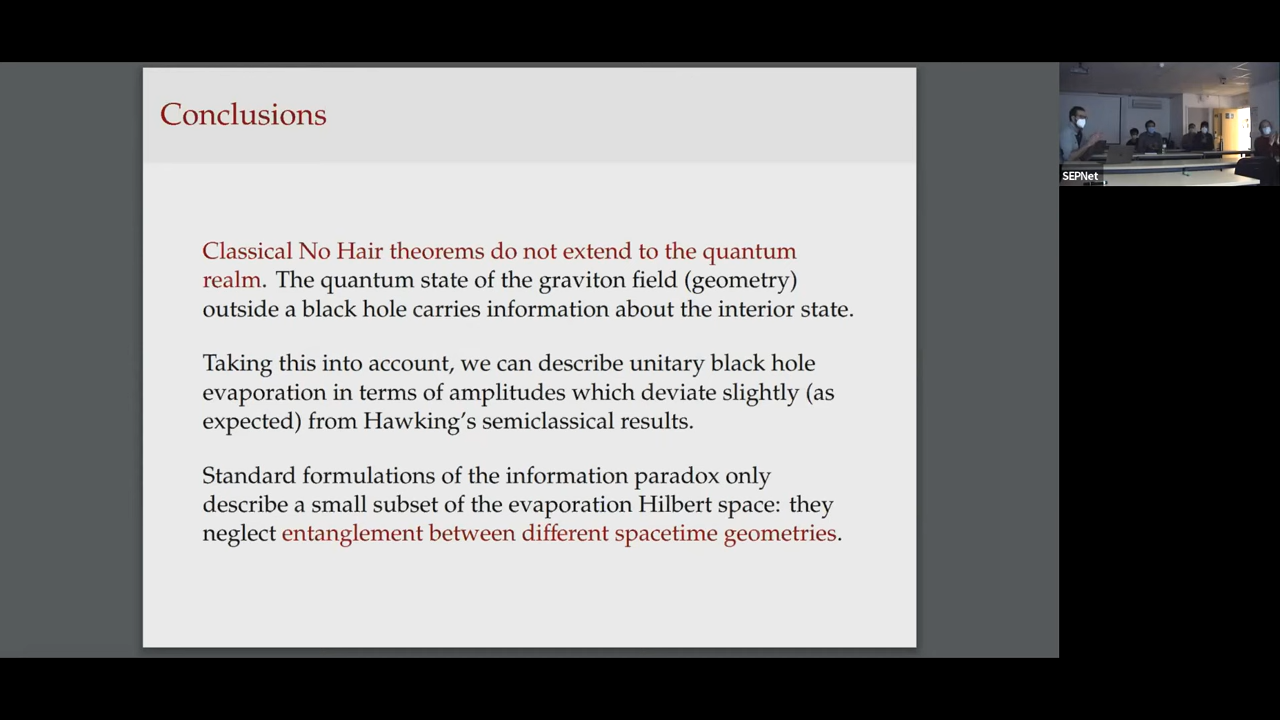 Conclusions
Classical No Hair theorems do not extend to the quantum
realm. The quantum state of the graviton field (geometry)
outside a black hole carries information about the interior state.
Taking this into account, we can describe unitary black hole
evaporation in terms of amplitudes which deviate slightly (as
expected) from Hawking’s semiclassical results.
Standard formulations of the information paradox only
describe a small subset of the evaporation Hilbert space: they
neglect entanglement between different spacetime geometries.
SEPNet